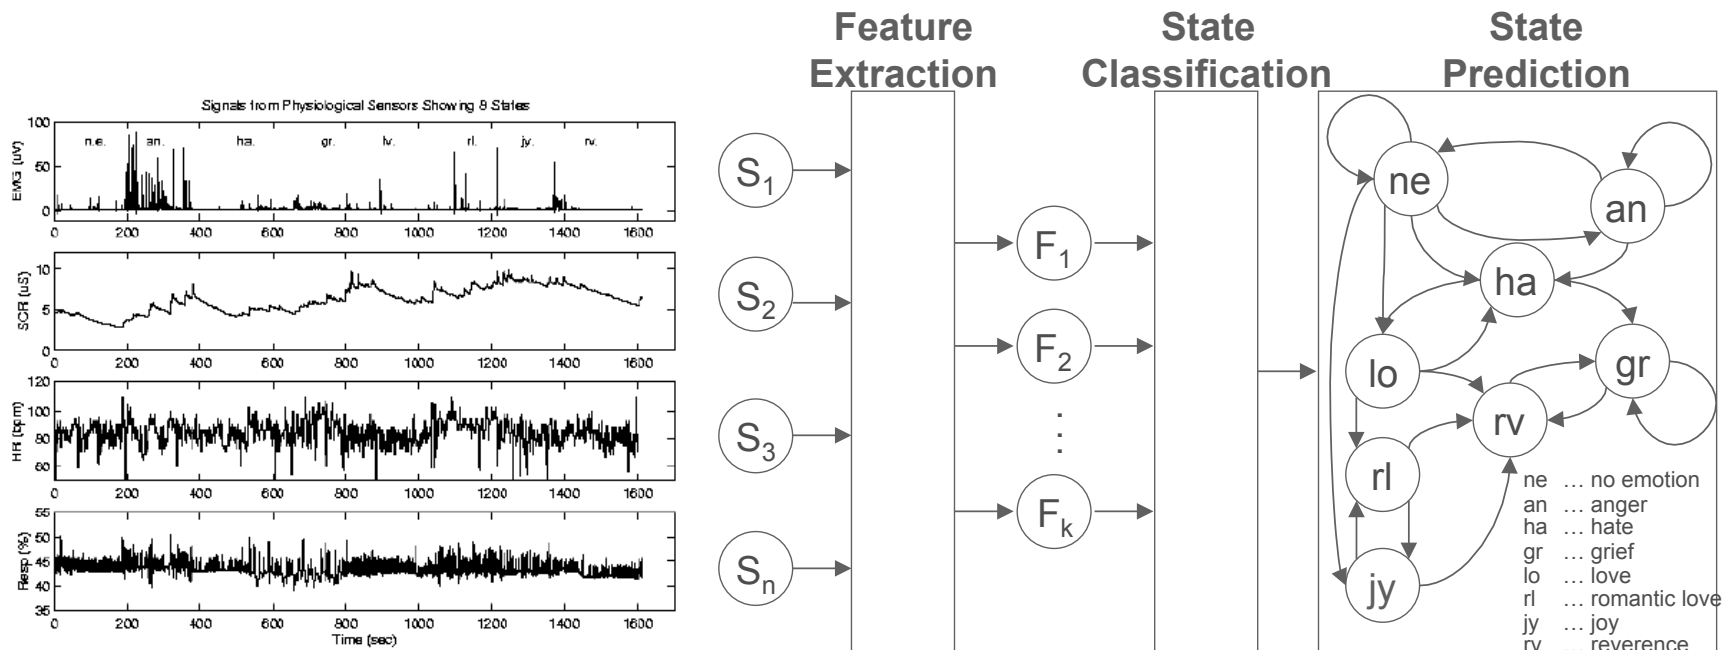 Feature
Extraction
State
Classification
State
Prediction
Signals from Physiological Sensors Showing 8 States
EMG (uV)
100
50
0
n.e. an. ha. gr. lv. rl. jy. rv.
0 200 400 600 800 1000 1200 1400 1600
SCR (uS)
10
5
0
0 200 400 600 800 1000 1200 1400 1600
HR (bpm)
120
100
80
60
0 200 400 600 800 1000 1200 1400 1600
Resp (%)
55
50
45
40
35
0 200 400 600 800 1000 1200 1400 1600
Time (sec)
S1
S2
S3
Sn
F1
F2
⋮
Fk
ne
an
ha
lo
gr
rv
rl
jy
ne … no emotion
an … anger
ha … hate
gr … grief
lo … love
rl … romantic love
jy … joy
rv … reverence